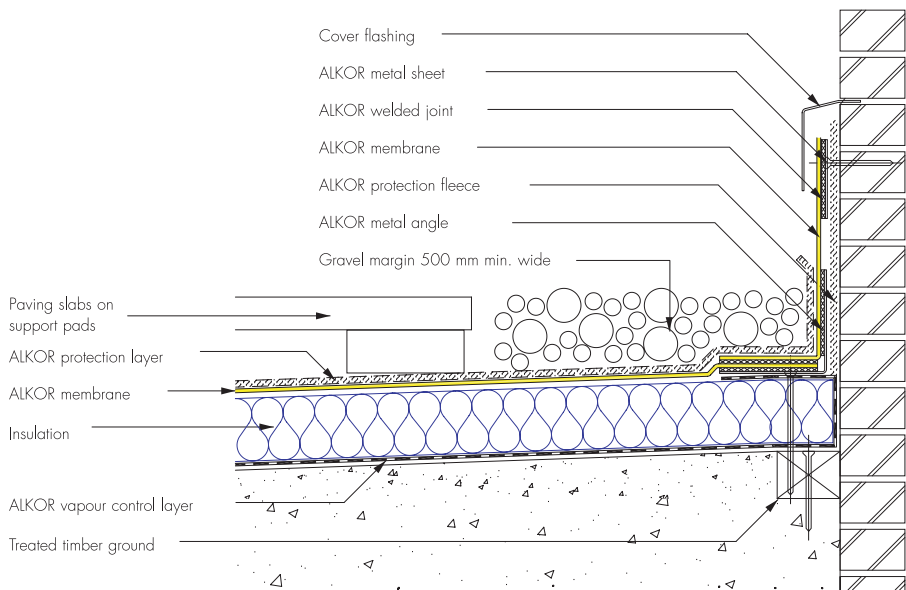 Cover flashing
ALKOR metal sheet
ALKOR welded joint
ALKOR membrane
ALKOR protection fleece
ALKOR metal angle
Gravel margin 500 mm min. wide
Paving slabs on
support pads
ALKOR protection layer
ALKOR membrane
Insulation
ALKOR vapour control layer
Treated timber ground